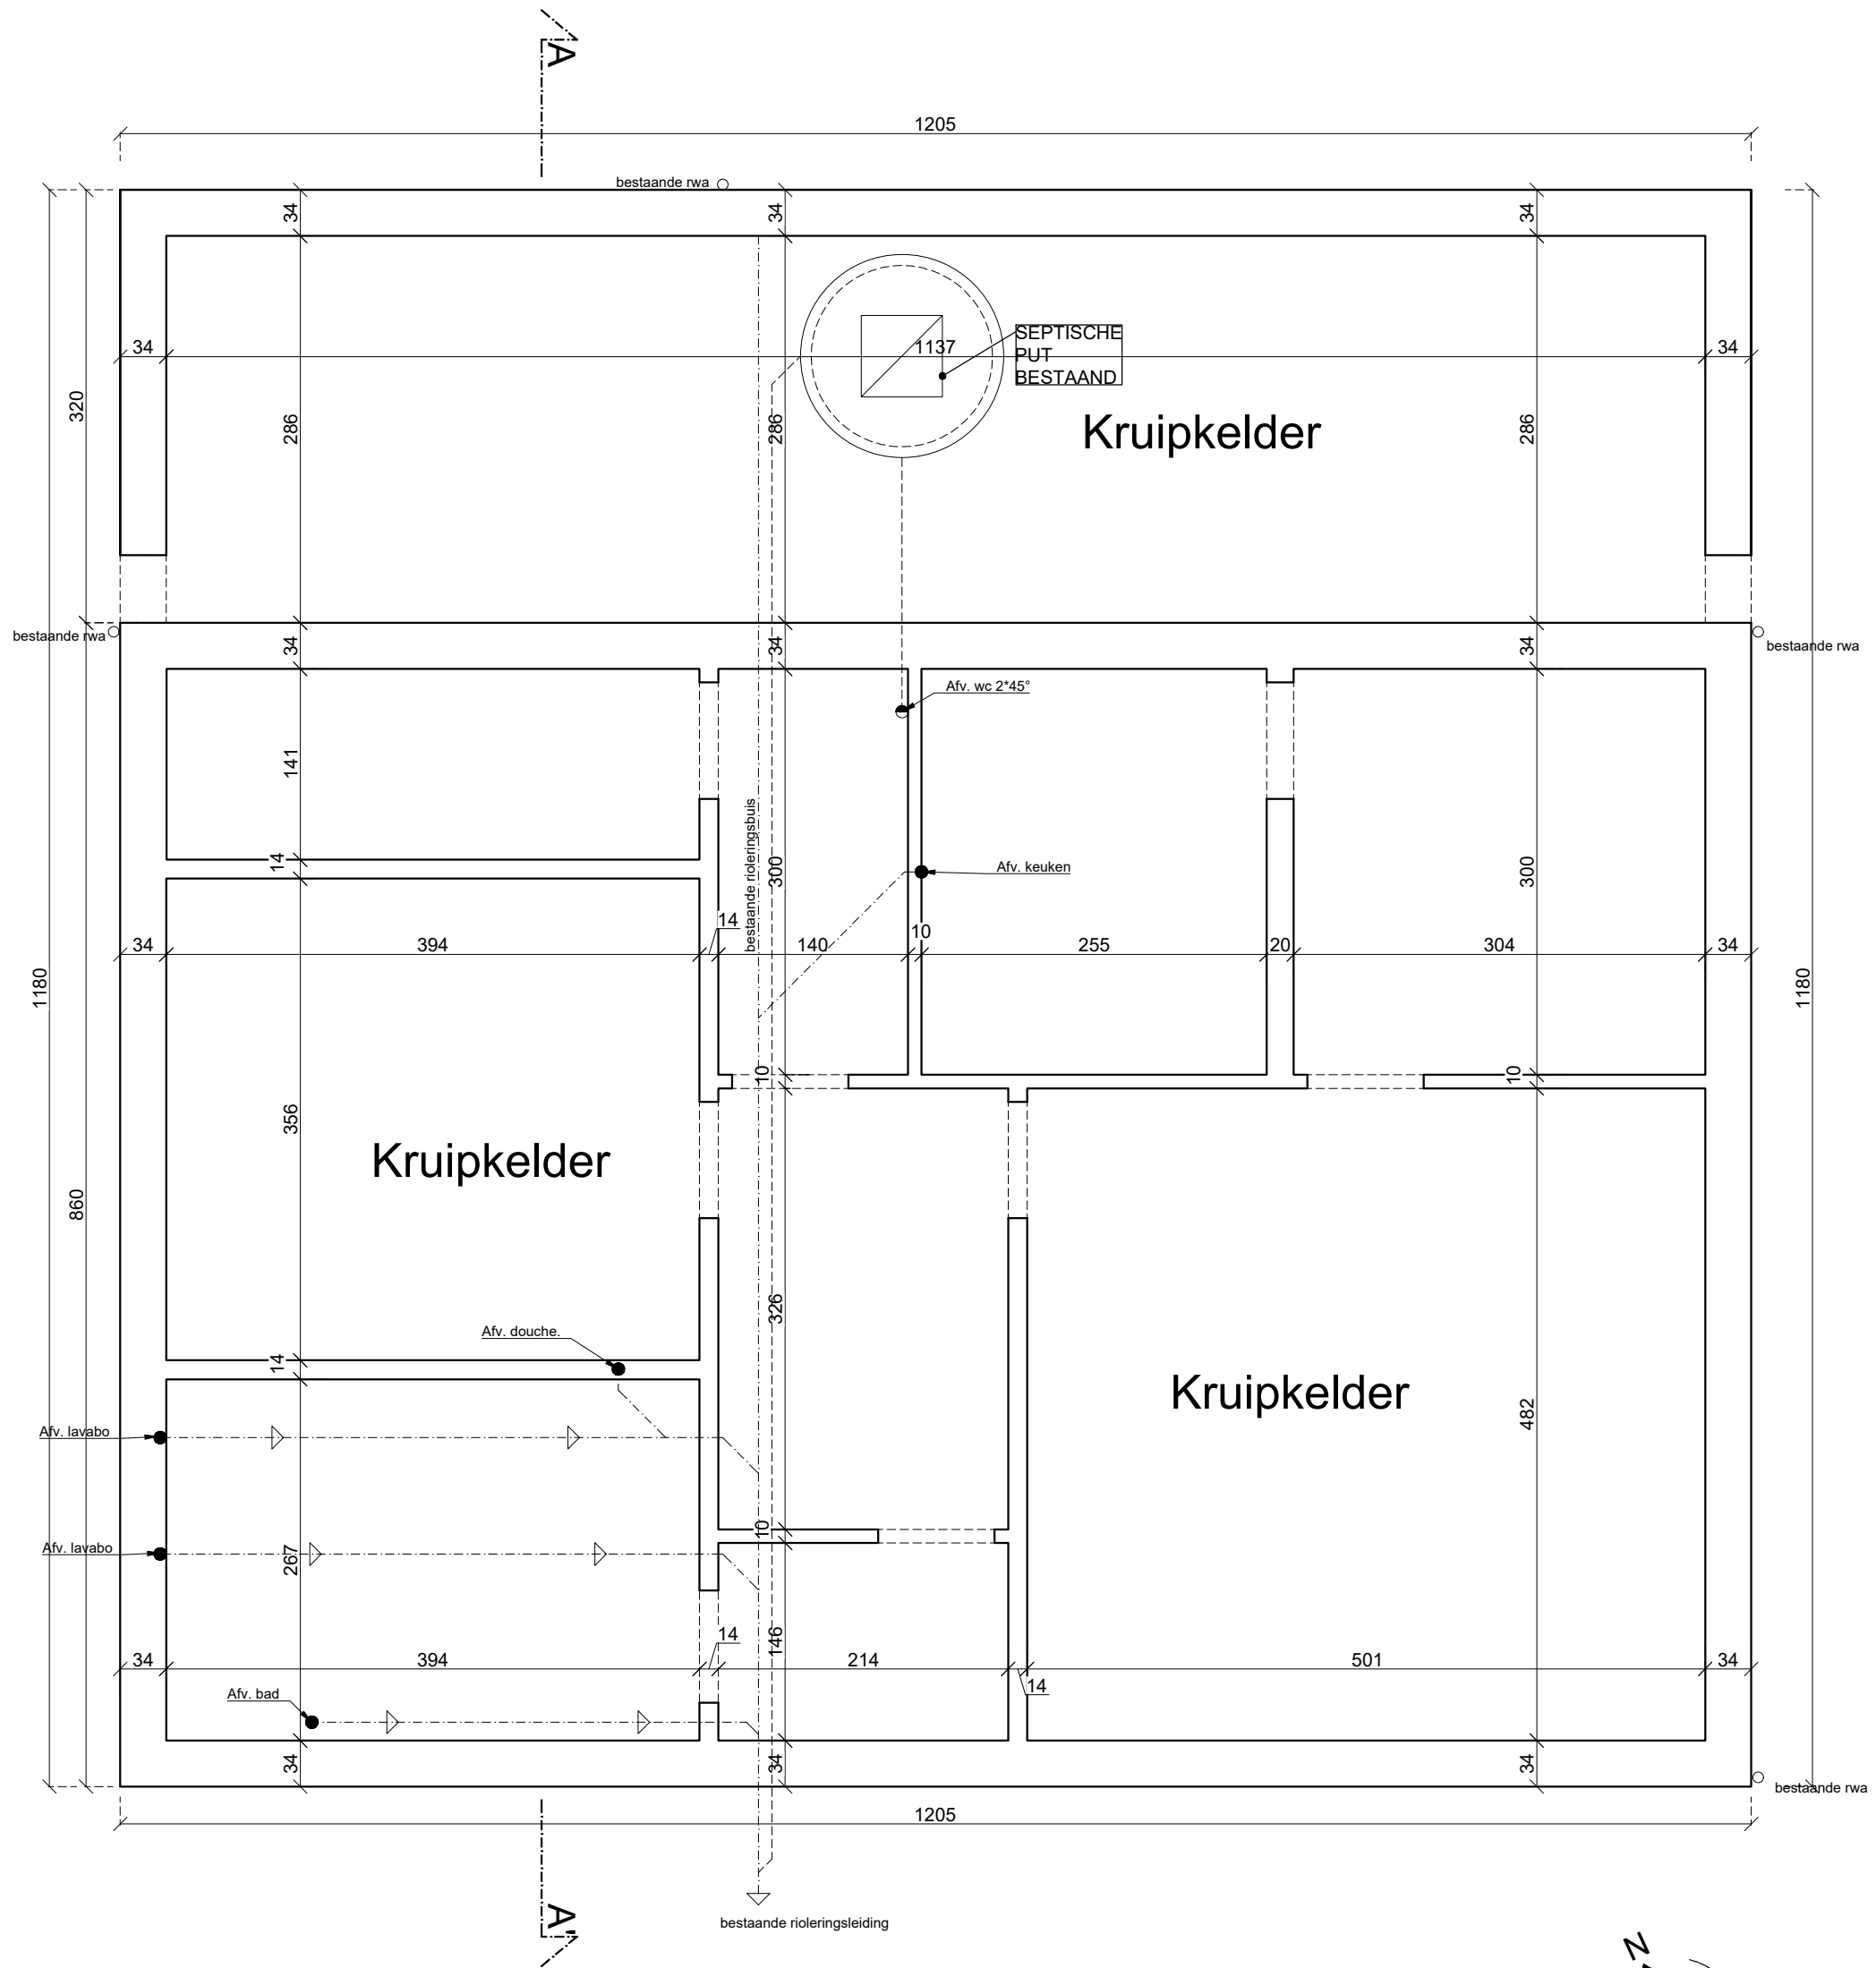 A
1205
bestaande rwa
34
34
34
34
1137
34
SEPTISCHE
PUT
BESTAAND
320
286
286
286
Kruipkelder
bestaande rwa
34
34
34
bestaande rwa
Afv. wc 2*45°
141
bestaande rioleringsbuis
14
300
Afv. keuken
300
14
10
34
394
140
255
20
304
34
1180
1180
10
10
356
Kruipkelder
860
326
Afv. douche.
14
Kruipkelder
482
Afv. lavabo
10
Afv. lavabo
267
14
146
34
394
214
501
34
14
Afv. bad
34
34
34
bestaande rwa
1205
A'
bestaande rioleringsleiding
N